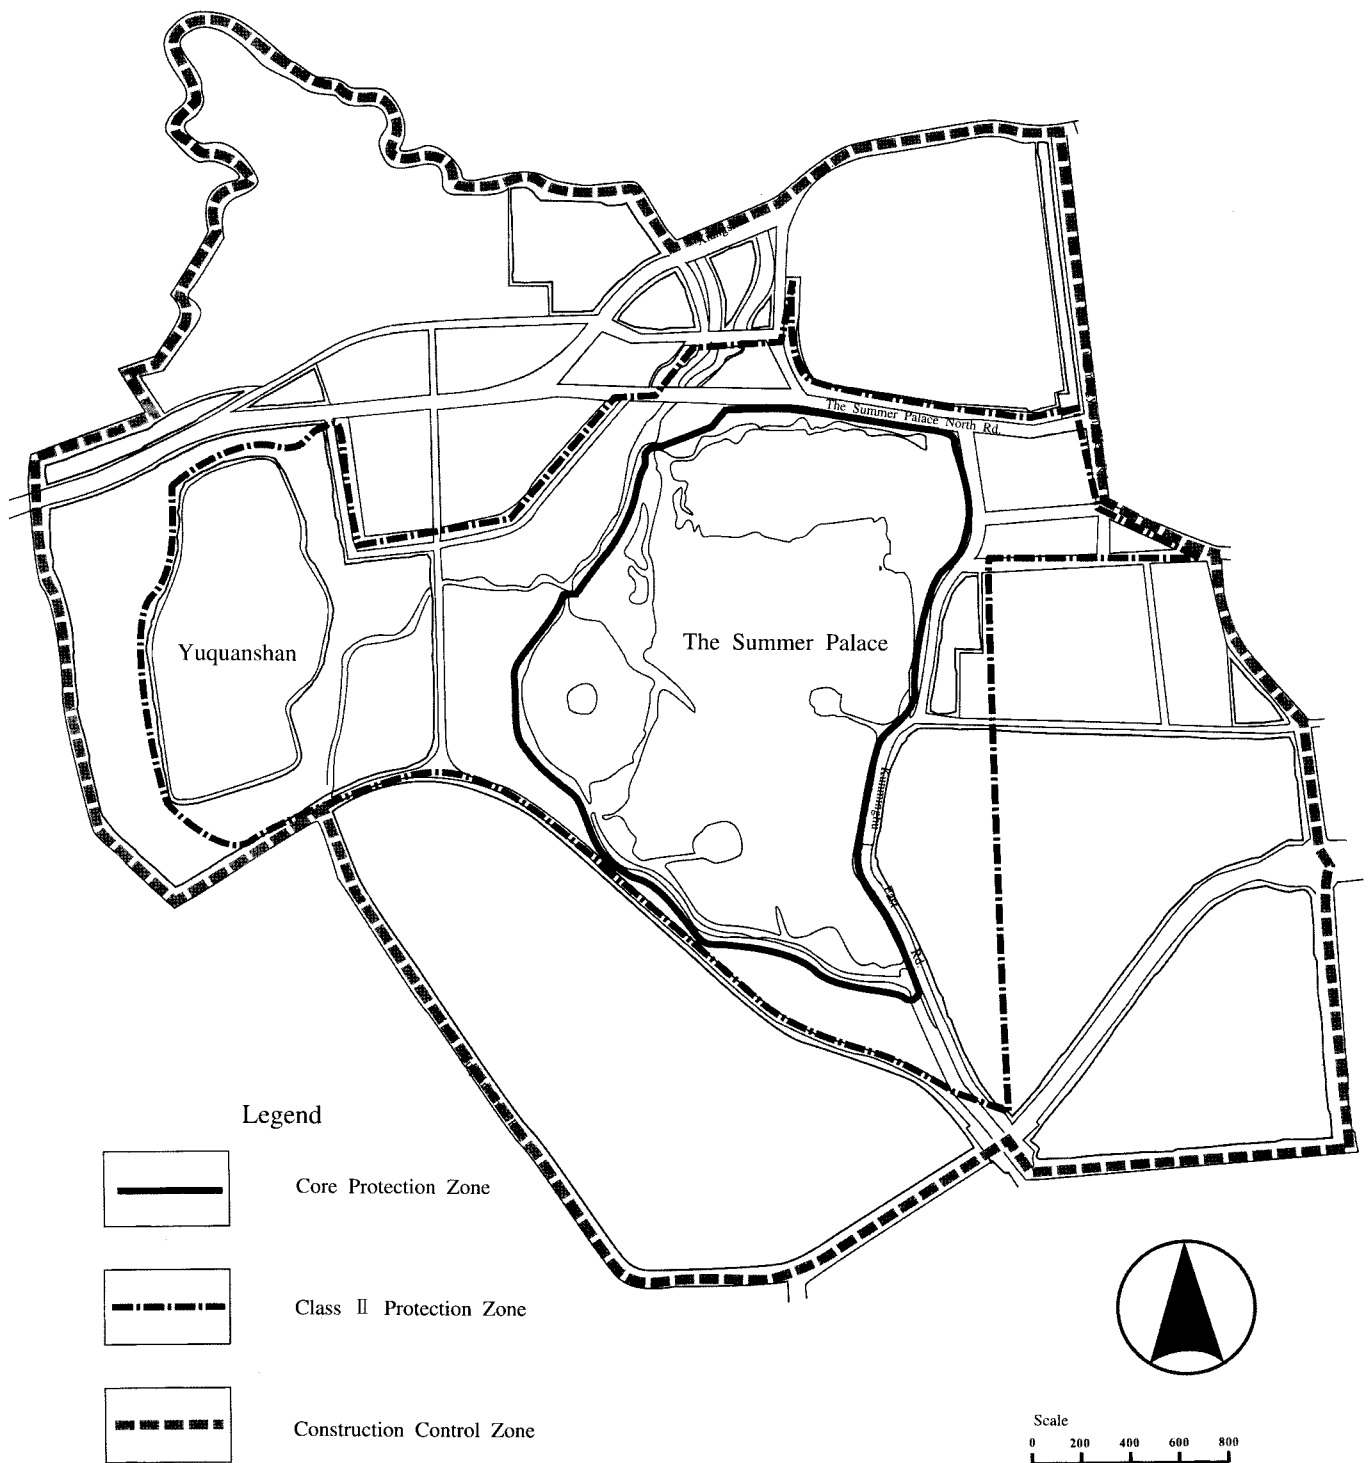 The Summer Palace North Rd.
Yuquanshan
The Summer Palace
East
Rd.
Legend
Core Protection Zone
Class Ⅱ Protection Zone
Construction Control Zone
Scale
0 200 400 600 800